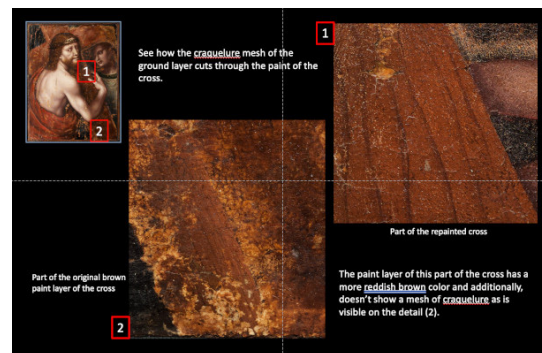 1
2
See how the craquelure mesh of the
ground layer cuts through the paint of the
cross.
1
Part of the repainted cross
Part of the original brown
paint layer of the cross
2
The paint layer of this part of the cross has a
more reddish brown color and additionally,
doesn't show a mesh of craquelure as is
visible on the detail (2).